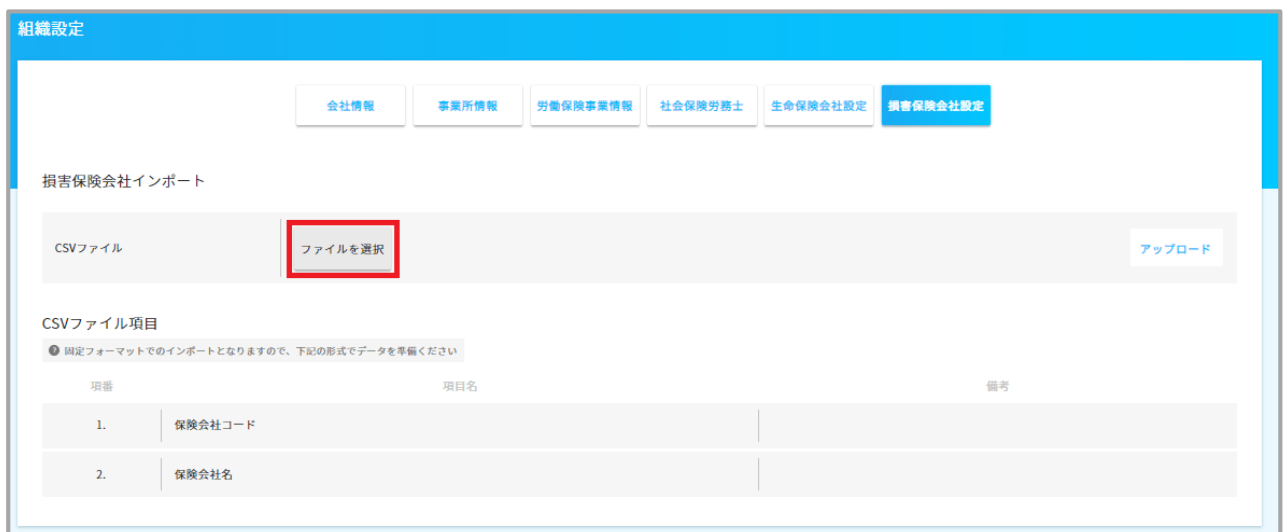 組織設定
会社情報 事業所情報 労働保険事業情報 社会保険労務士 生命保険会社設定 損害保険会社設定
損害保険会社インポート
CSVファイル ファイルを選択 アップロード
CSVファイル項目
? 固定フォーマットでのインポートとなりますので、下記の形式でデータを準備ください
項番 項目名 備考
1. 保険会社コード
2. 保険会社名